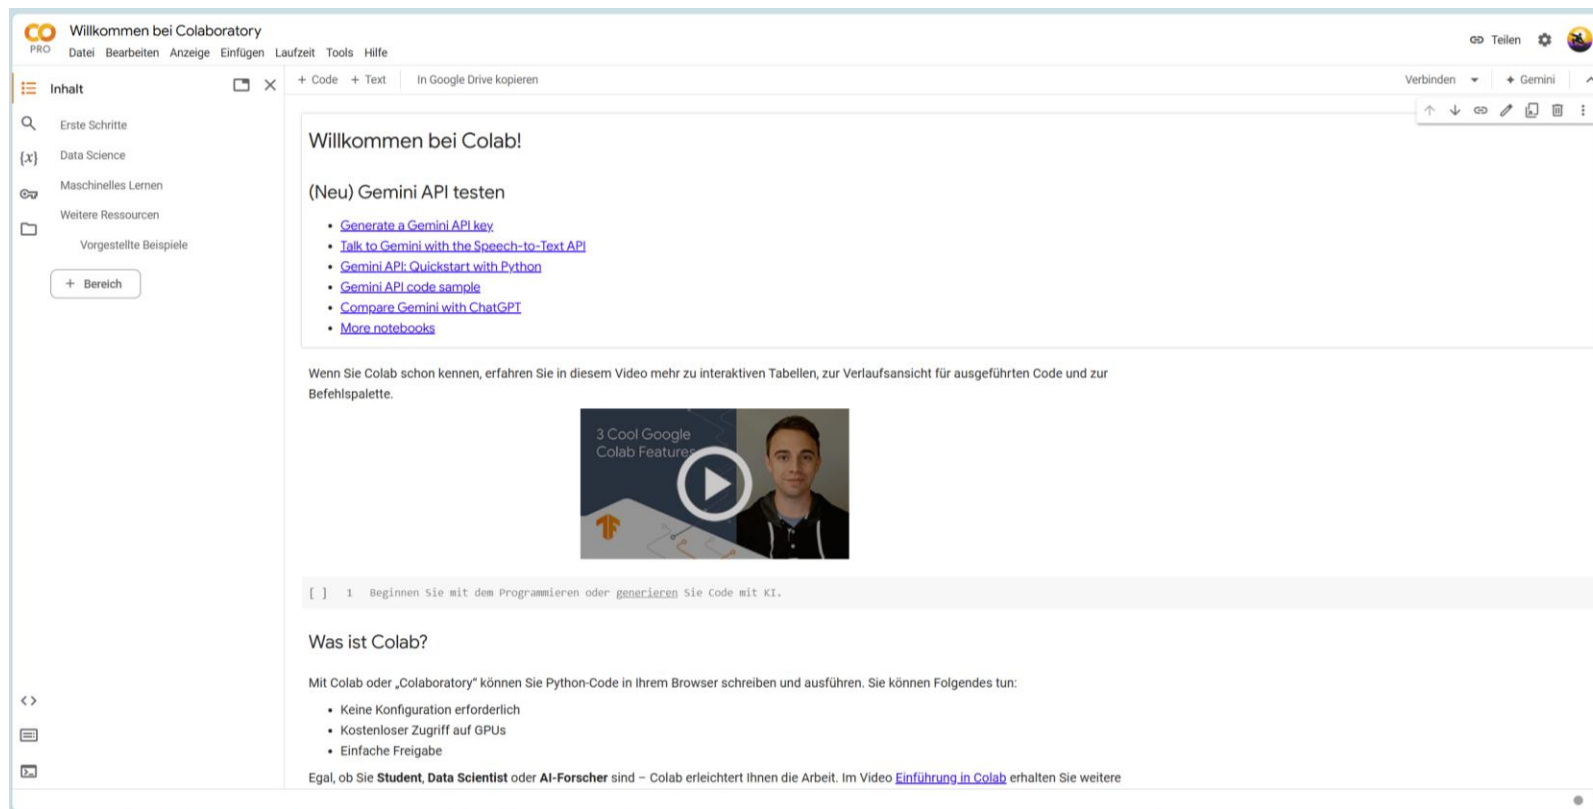 CO
PRO
Willkommen bei Colaboratory
Datei Bearbeiten Anzeige Einfügen Laufzeit Tools Hilfe
Teilen
Inhalt
+ Code + Text In Google Drive kopieren
Verbinden Gemini
Erste Schritte
{x} Data Science
Maschinelles Lernen
Weitere Ressourcen
Vorgestellte Beispiele
+ Bereich
Willkommen bei Colab!
(Neu) Gemini API testen
• Generate a Gemini API key
• Talk to Gemini with the Speech-to-Text API
• Gemini API: Quickstart with Python
• Gemini API code sample
• Compare Gemini with ChatGPT
• More notebooks
Wenn Sie Colab schon kennen, erfahren Sie in diesem Video mehr zu interaktiven Tabellen, zur Verlaufsansicht für ausgeführten Code und zur
Befehlspalette.
3 Cool Google
Colab Features
[ ] 1 Beginnen Sie mit dem Programmieren oder generieren Sie Code mit KI.
Was ist Colab?
Mit Colab oder „Colaboratory“ können Sie Python-Code in Ihrem Browser schreiben und ausführen. Sie können Folgendes tun:
• Keine Konfiguration erforderlich
• Kostenloser Zugriff auf GPUs
• Einfache Freigabe
Egal, ob Sie Student, Data Scientist oder AI-Forscher sind – Colab erleichtert Ihnen die Arbeit. Im Video Einführung in Colab erhalten Sie weitere